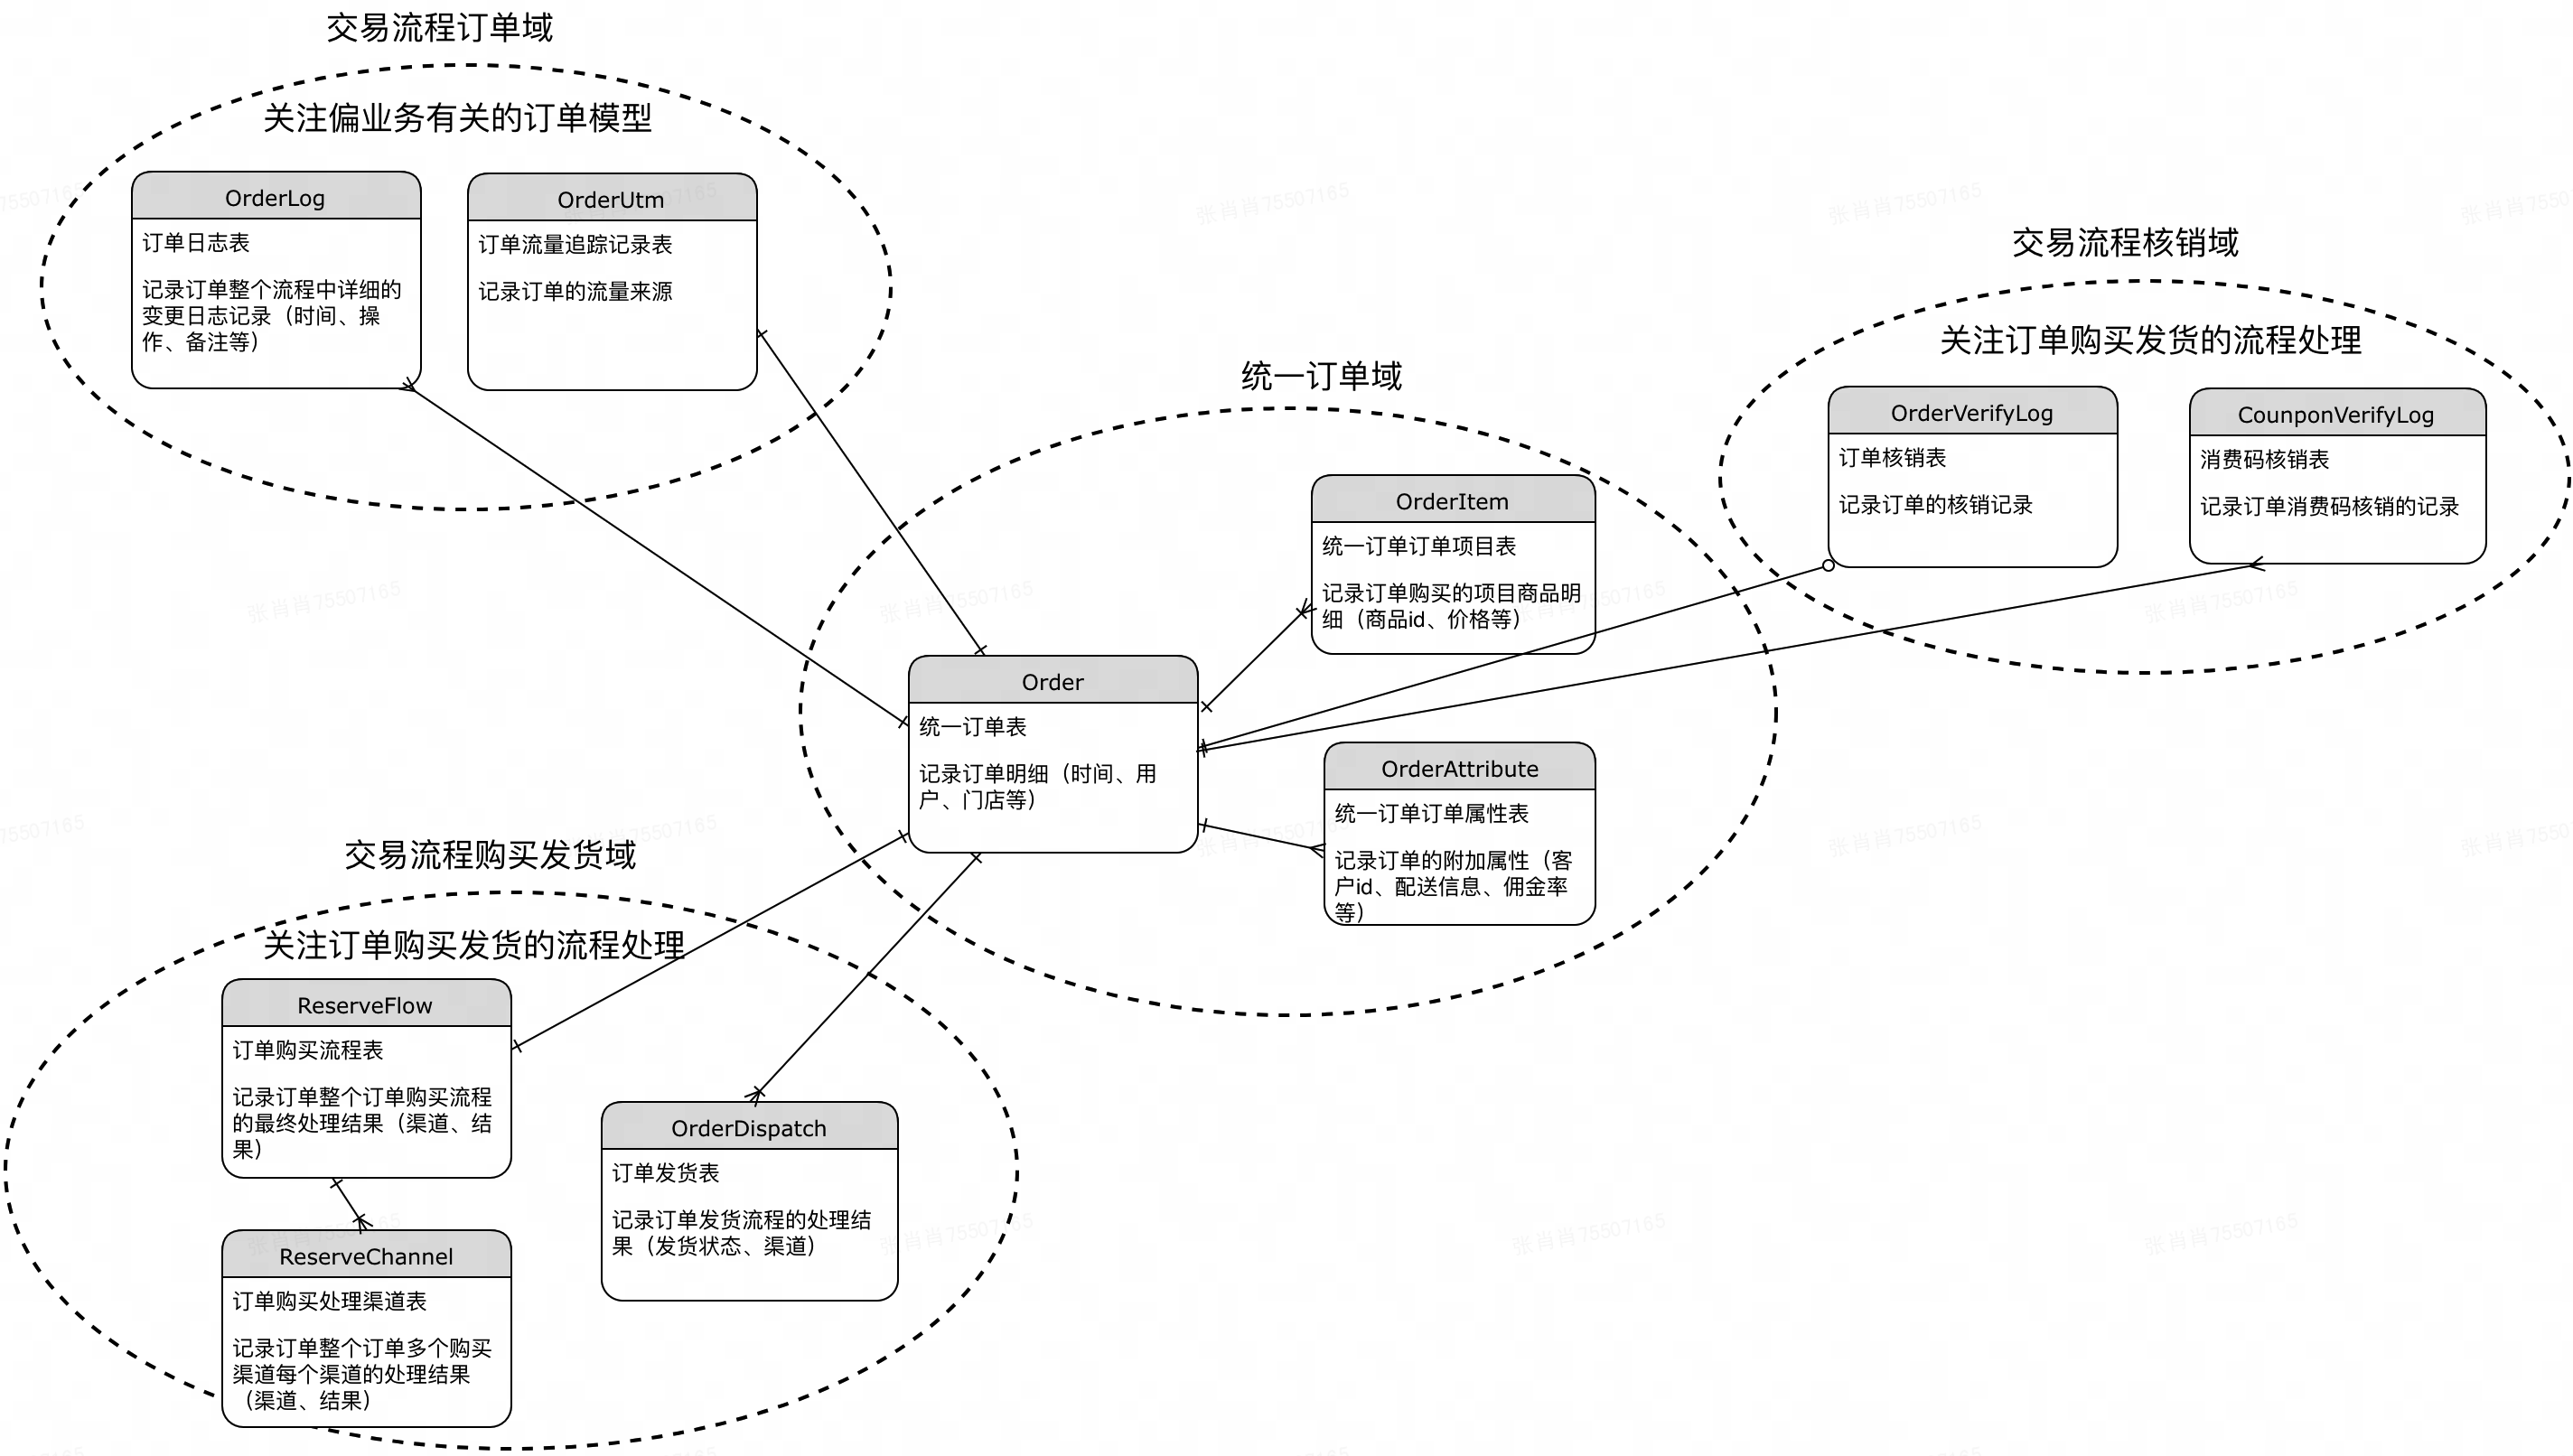 交易流程订单域
关注偏业务有关的订单模型
OrderLog
订单日志表
记录订单整个流程中详细的
变更日志记录（时间、操
作、备注等）
OrderUtm
订单流量追踪记录表
记录订单的流量来源
交易流程核销域
关注订单购买发货的流程处理
OrderVerifyLog
订单核销表
记录订单的核销记录
CounponVerifyLog
消费码核销表
记录订单消费码核销的记录
统一订单域
OrderItem
统一订单订单项目表
记录订单购买的项目商品明
细（商品id、价格等）
Order
统一订单表
记录订单明细（时间、用
户、门店等）
OrderAttribute
统一订单订单属性表
记录订单的附加属性（客
户id、配送信息、佣金率
等）
交易流程购买发货域
关注订单购买发货的流程处理
ReserveFlow
订单购买流程表
记录订单整个订单购买流程
的最终处理结果（渠道、结
果）
OrderDispatch
订单发货表
记录订单发货流程的处理结
果（发货状态、渠道）
ReserveChannel
订单购买处理渠道表
记录订单整个订单多个购买
渠道每个渠道的处理结果
（渠道、结果）
张肖肖75507165